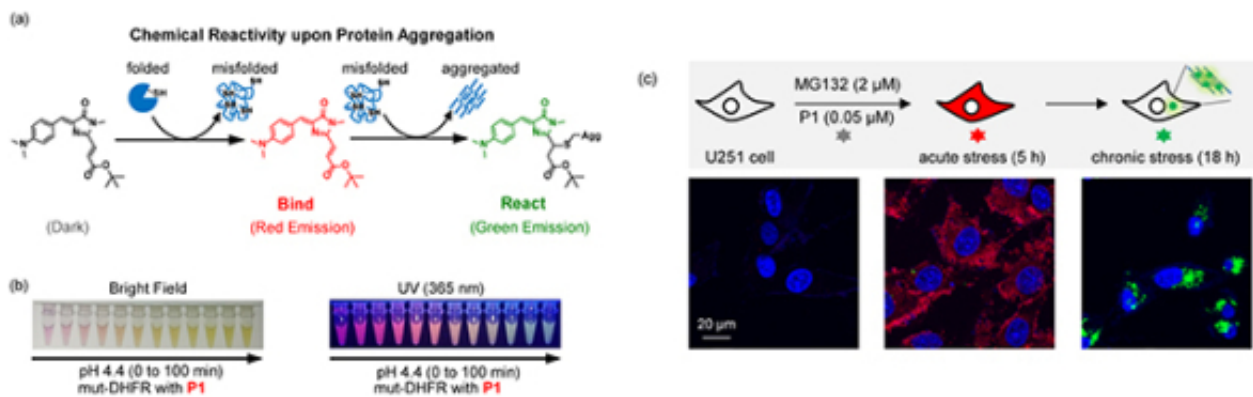 (a)
Chemical Reactivity upon Protein Aggregation
folded
misfolded
misfolded
aggregated
SH
SH
SH
Agg
Bind
React
(Dark)
(Red Emission)
(Green Emission)
(b)
Bright Field
UV (365 nm)
pH 4.4 (0 to 100 min)
mut-DHFR with P1
pH 4.4 (0 to 100 min)
mut-DHFR with P1
(c)
MG132 (2 μM)
P1 (0.05 μM)
U251 cell
acute stress (5 h)
chronic stress (18 h)
20 μm